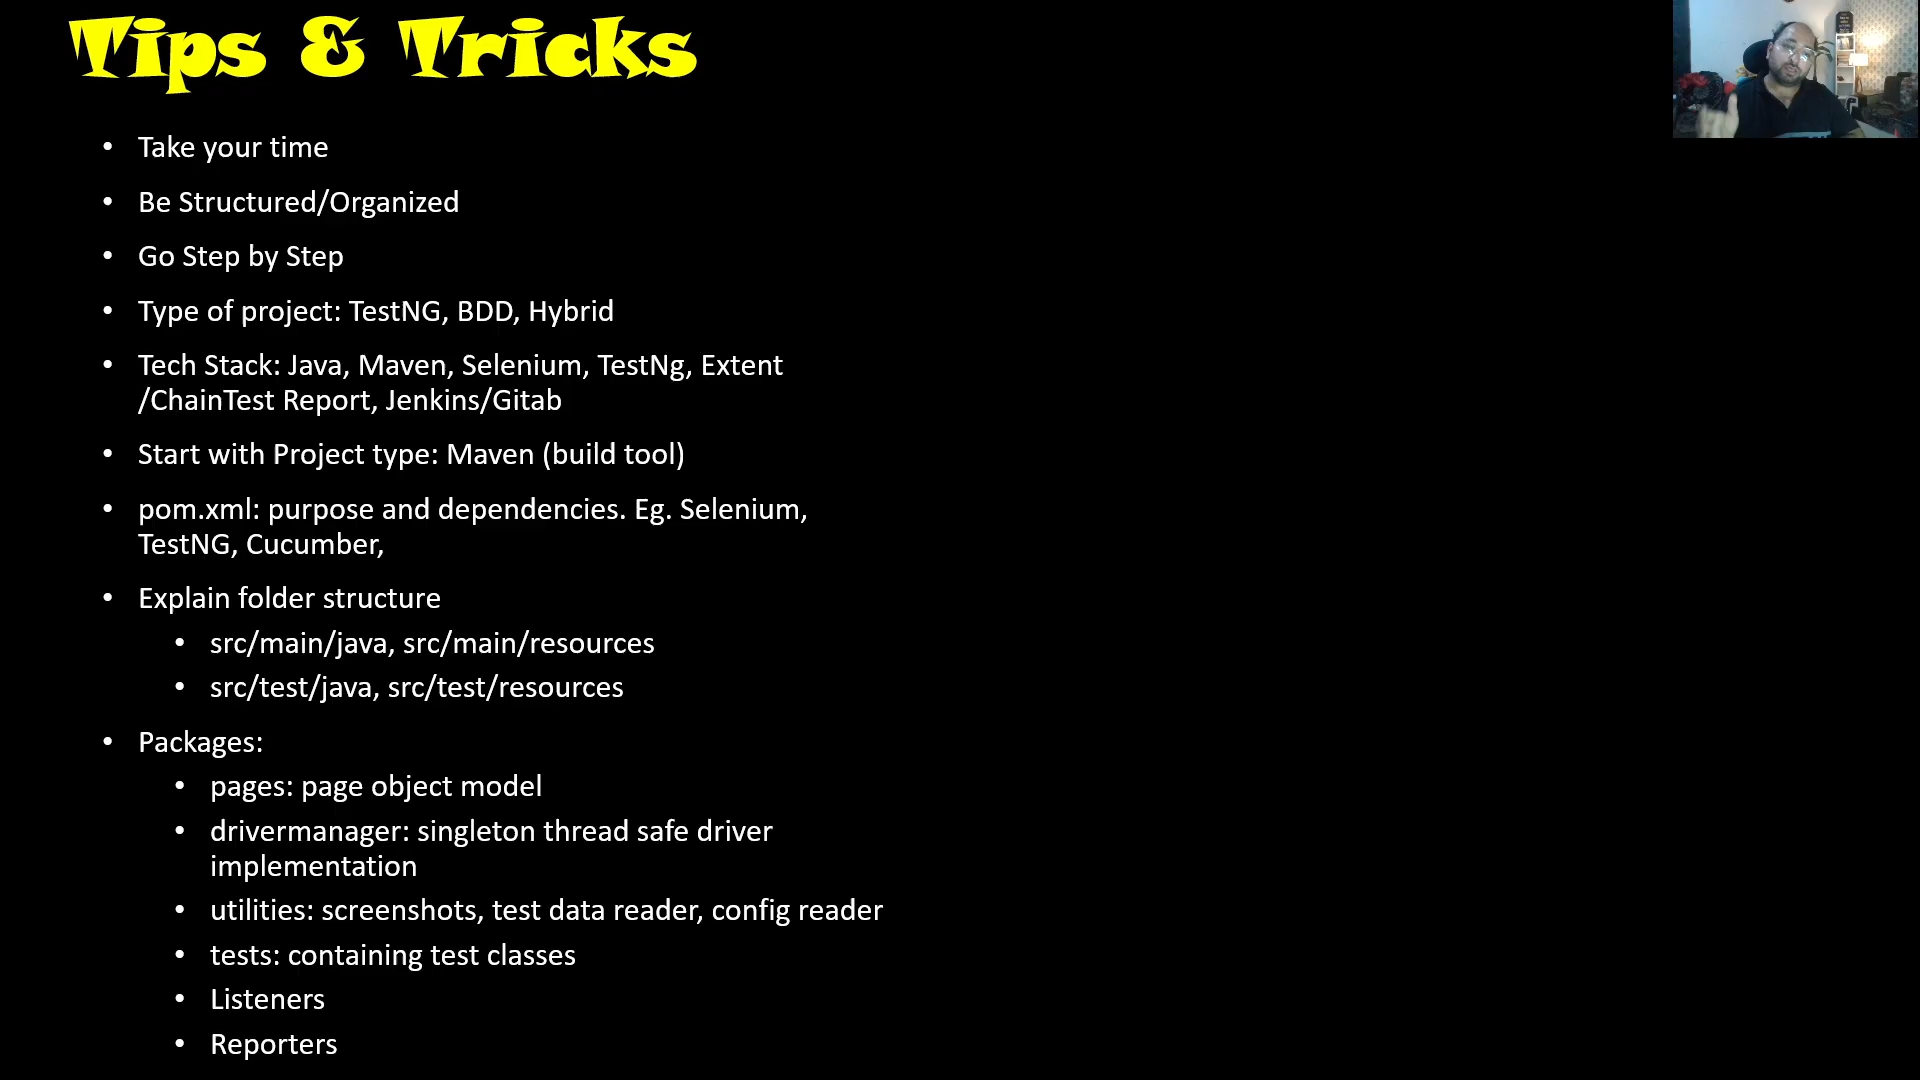 Tips & Tricks
• Take your time
• Be Structured/Organized
• Go Step by Step
• Type of project: TestNG, BDD, Hybrid
• Tech Stack: Java, Maven, Selenium, TestNg, Extent
/ChainTest Report, Jenkins/Gitab
• Start with Project type: Maven (build tool)
• pom.xml: purpose and dependencies. Eg. Selenium,
TestNG, Cucumber,
• Explain folder structure
• src/main/java, src/main/resources
• src/test/java, src/test/resources
• Packages:
• pages: page object model
• drivermanager: singleton thread safe driver
implementation
• utilities: screenshots, test data reader, config reader
• tests: containing test classes
• Listeners
• Reporters